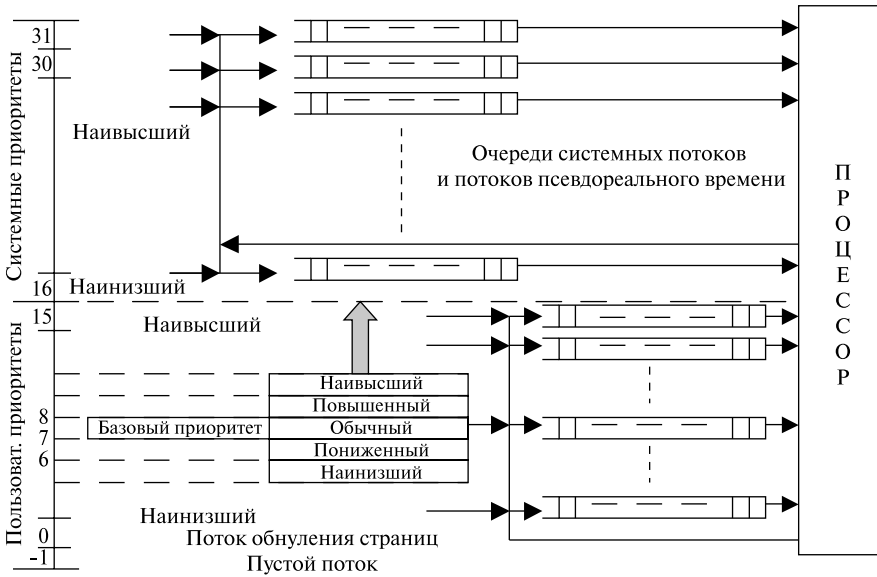 Системные приоритеты
31
30
Наивысший
Очереди системных потоков
и потоков псевдореального времени
16
Наинизший
Пользоват. приоритеты
15
Наивысший
Наивысший
Повышенный
8
Базовый приоритет
Обычный
7
Пониженный
6
Наинизший
Наинизший
0
Поток обнуления страниц
-1
Пустой поток
ПРОЦЕССОР